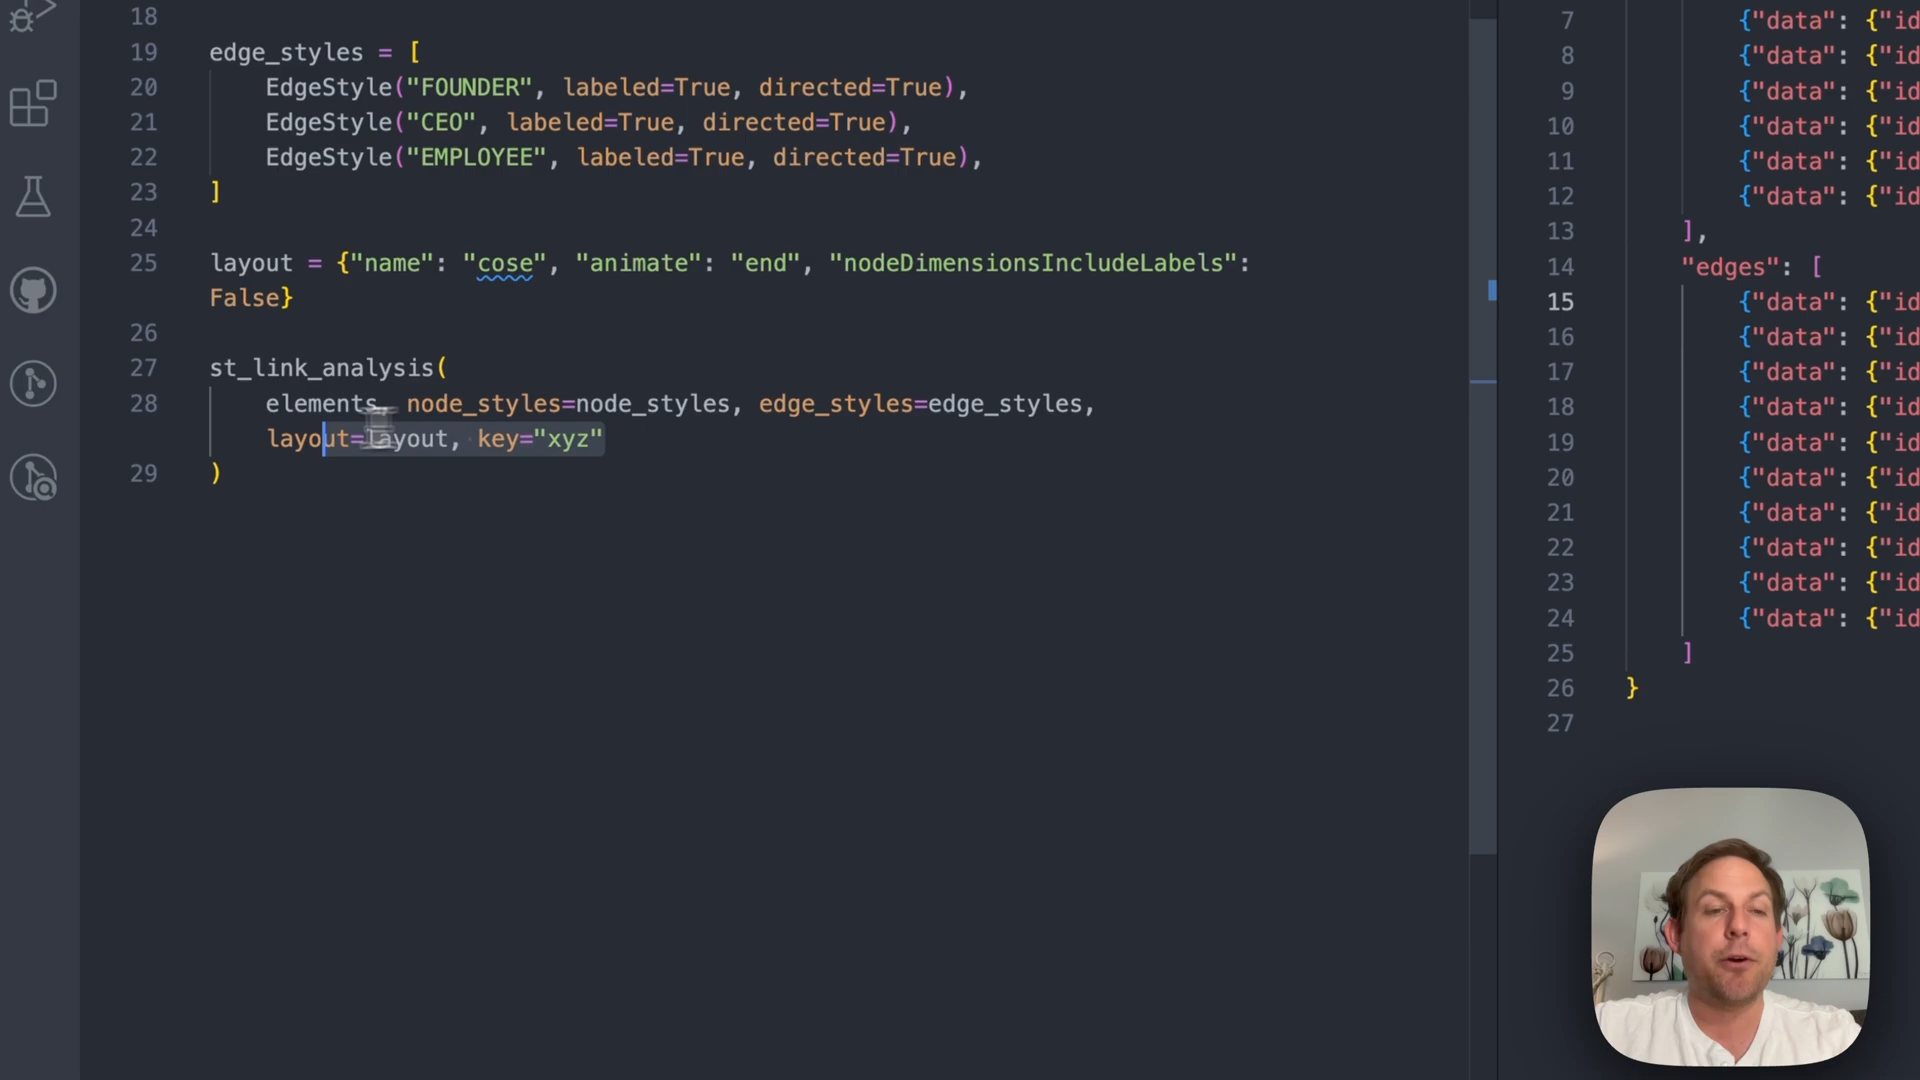 18
19 edge_styles = [
20 EdgeStyle("FOUNDER", labeled=True, directed=True),
21 EdgeStyle("CEO", labeled=True, directed=True),
22 EdgeStyle("EMPLOYEE", labeled=True, directed=True),
23 ]
24
25 layout = {"name": "cose", "animate": "end", "nodeDimensionsIncludeLabels":
False}
26
27 st_link_analysis(
28 elements, node_styles=node_styles, edge_styles=edge_styles,
layout=layout, key="xyz"
29 )
7 {"data": {"id
8 {"data": {"id
9 {"data": {"id
10 {"data": {"id
11 {"data": {"id
12 {"data": {"id
13 ],
14 "edges": [
15 {"data": {"id
16 {"data": {"id
17 {"data": {"id
18 {"data": {"id
19 {"data": {"id
20 {"data": {"id
21 {"data": {"id
22 {"data": {"id
23 {"data": {"id
24 {"data": {"id
25 ]
26 }
27